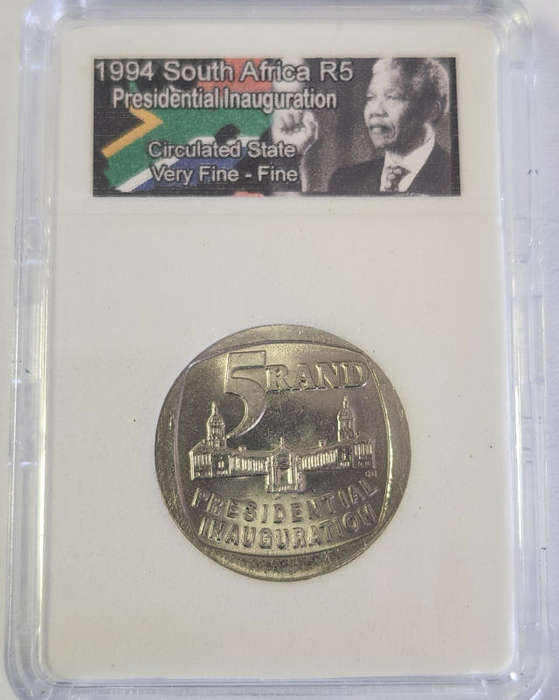 1994 South Africa R5
Presidential Inauguration
Circulated State
Very Fine - Fine
5 RAND
PRESIDENTIAL
INAUGURATION